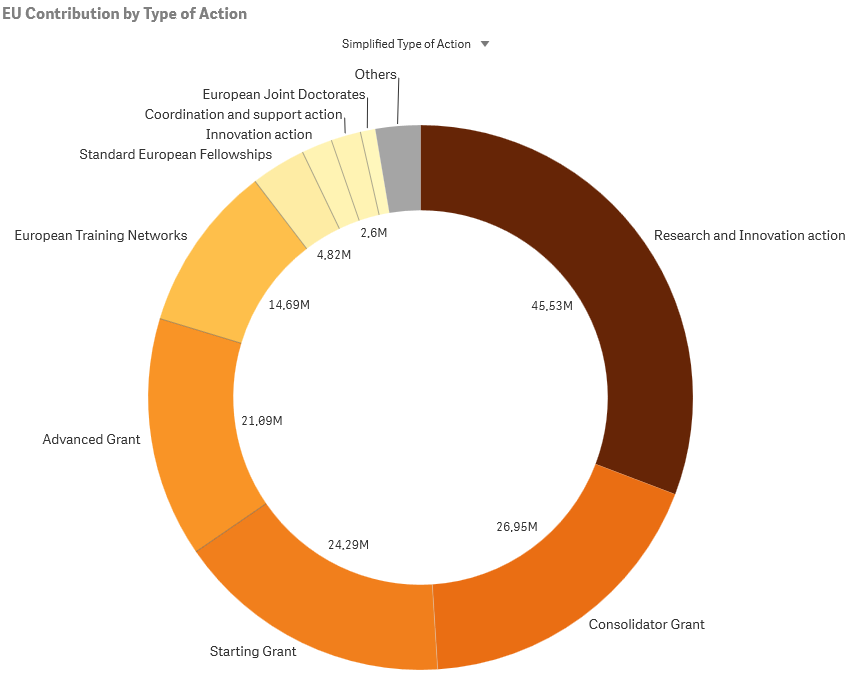 EU Contribution by Type of Action
Simplified Type of Action
Others
European Joint Doctorates
Coordination and support action
Innovation action
Standard European Fellowships
European Training Networks
Research and Innovation action
2,6M
4,82M
14,69M
45,53M
21,09M
Advanced Grant
26,95M
24,29M
Consolidator Grant
Starting Grant